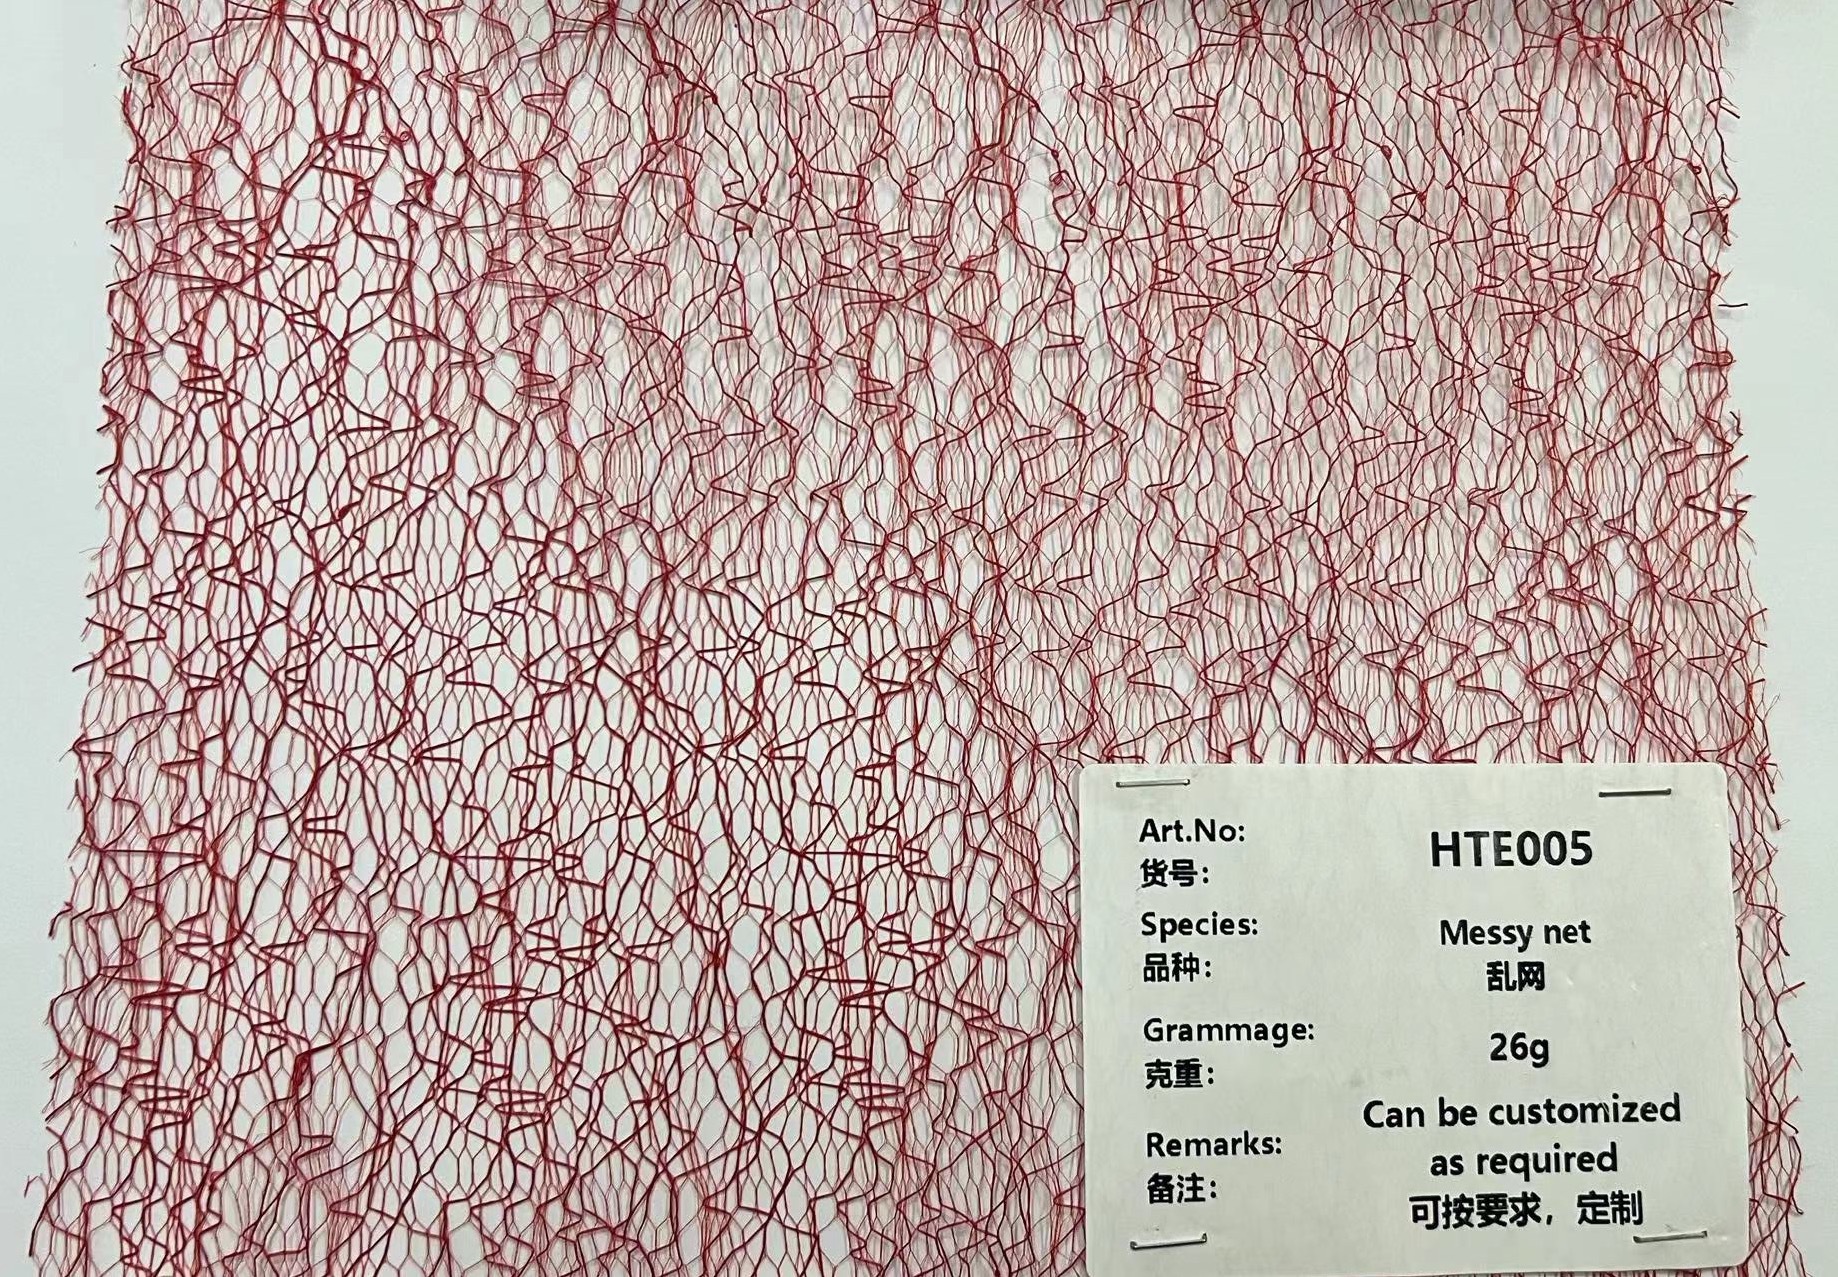 Art.No:
货号:
HTE005
Species:
品种:
Messy net
乱网
Grammage:
克重:
26g
Remarks:
备注:
Can be customized
as required
可按要求，定制